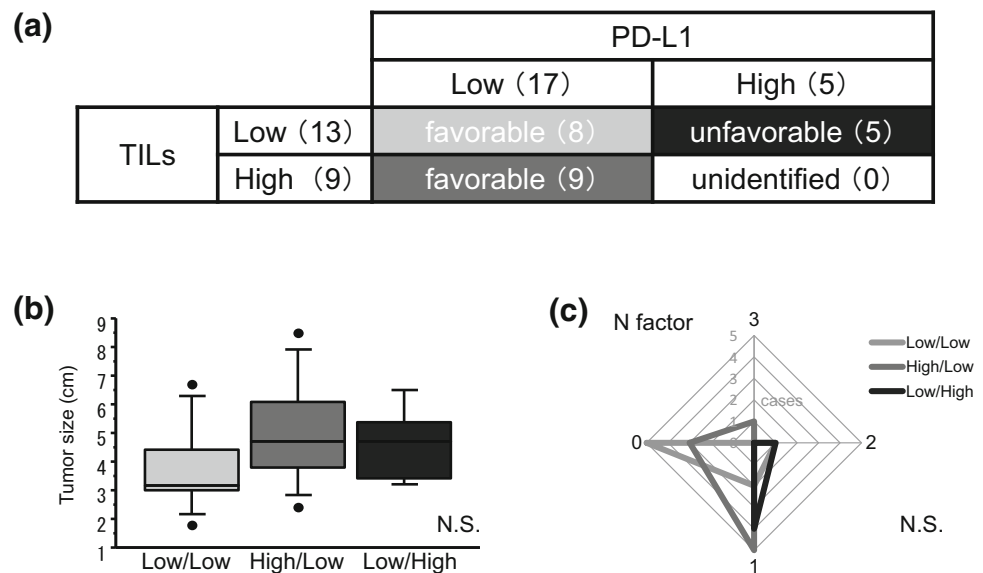 (a)
PD-L1
Low (17) High (5)
TILs
Low (13) favorable (8) unfavorable (5)
High (9) favorable (9) unidentified (0)
(b)
Tumor size (cm)
9
8
7
6
5
4
3
2
1
N.S.
Low/Low High/Low Low/High
(c)
N factor
3
5
4
3
2
1
0
cases
0
2
1
Low/Low
High/Low
Low/High
N.S.